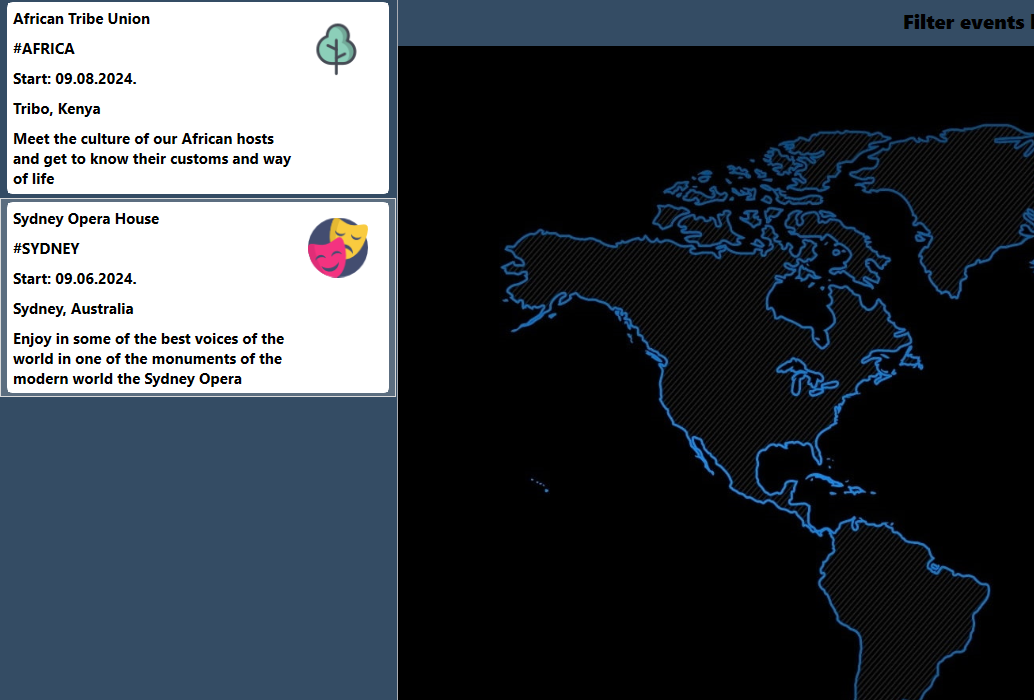 African Tribe Union
#AFRICA
Start: 09.08.2024.
Tribo, Kenya
Meet the culture of our African hosts
and get to know their customs and way
of life
Sydney Opera House
#SYDNEY
Start: 09.06.2024.
Sydney, Australia
Enjoy in some of the best voices of the
world in one of the monuments of the
modern world the Sydney Opera
Filter events